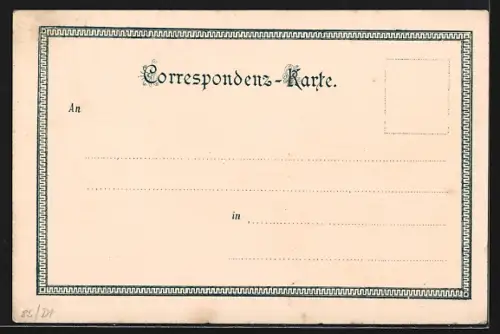 Correspondenz-Karte.
An
in